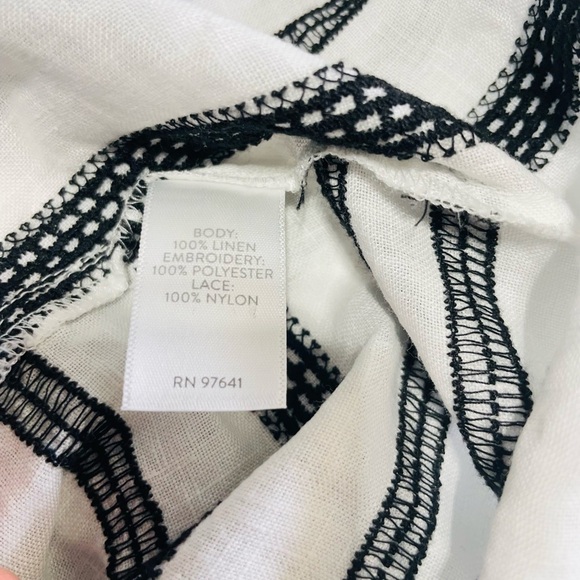 BODY:
100% LINEN
EMBROIDERY:
100% POLYESTER
LACE:
100% NYLON
RN 97641